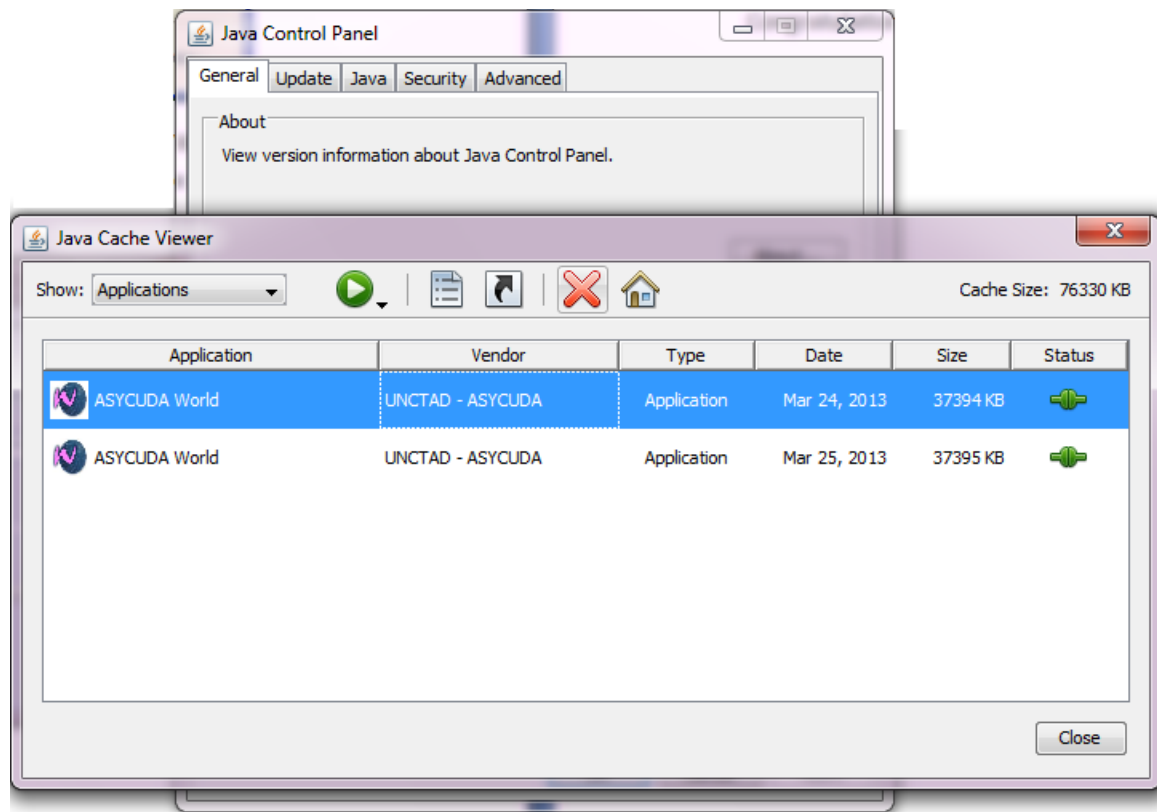 Java Control Panel
General Update Java Security Advanced
About
View version information about Java Control Panel.
Java Cache Viewer
Show: Applications Cache Size: 76330 KB
Application Vendor Type Date Size Status
ASYCUDA World UNCTAD - ASYCUDA Application Mar 24, 2013 37394 KB
ASYCUDA World UNCTAD - ASYCUDA Application Mar 25, 2013 37395 KB
Close